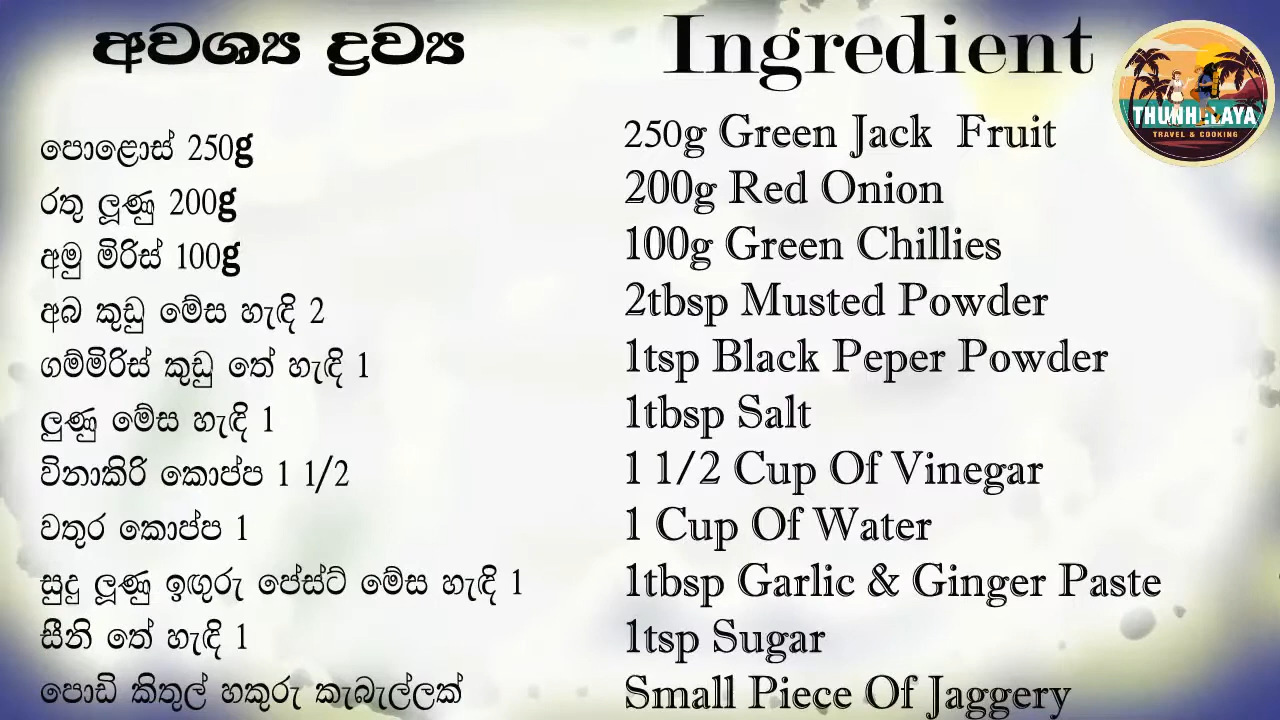 අවශ්‍ය ද්‍රව්‍ය
පොළොස් 250g
රතු ලූණු 200g
අමු මිරිස් 100g
අබ කුඩු මේස හැඳි 2
ගම්මිරිස් කුඩු තේ හැඳි 1
ලුණු මේස හැඳි 1
විනාකිරි කොප්ප 1 1/2
වතුර කොප්ප 1
සුදු ලූණු ඉඟුරු පේස්ට් මේස හැඳි 1
සීනි තේ හැඳි 1
පොඩි කිතුල් හකුරු කැබැල්ලක්
Ingredient
250g Green Jack Fruit
200g Red Onion
100g Green Chillies
2tbsp Musted Powder
1tsp Black Peper Powder
1tbsp Salt
1 1/2 Cup Of Vinegar
1 Cup Of Water
1tbsp Garlic & Ginger Paste
1tsp Sugar
Small Piece Of Jaggery
THUNHELAYA
TRAVEL & COOKING